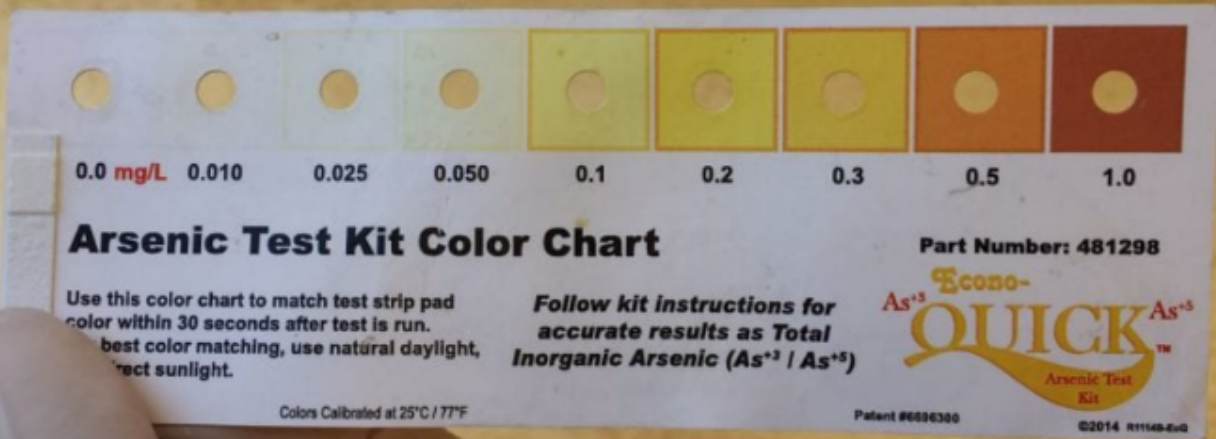 0.0 mg/L 0.010 0.025 0.050 0.1 0.2 0.3 0.5 1.0
Arsenic Test Kit Color Chart
Part Number: 481298
Use this color chart to match test strip pad
color within 30 seconds after test is run.
best color matching, use natural daylight,
rect sunlight.
Colors Calibrated at 25°C / 77°F
Follow kit instructions for
accurate results as Total
Inorganic Arsenic (As⁺³ / As⁺⁵)
Econo-
As⁺³ QUICK As⁺⁵
™
Arsenic Test
Kit
Patent #6696300
©2014